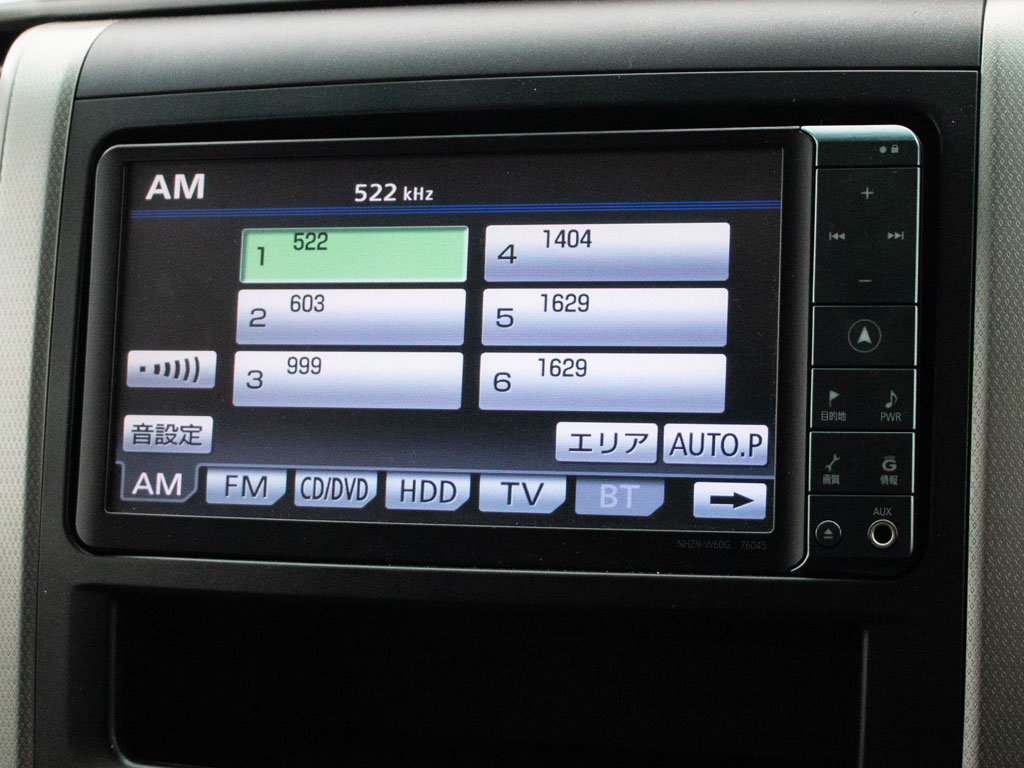 AM
522 kHz
1 522
4 1404
2 603
5 1629
3 999
6 1629
音設定
エリア
AUTO.P
AM
FM
CD/DVD
HDD
TV
BT
NHZN-W60G 76045
+
−
目的地
PWR
画質
G
情報
AUX